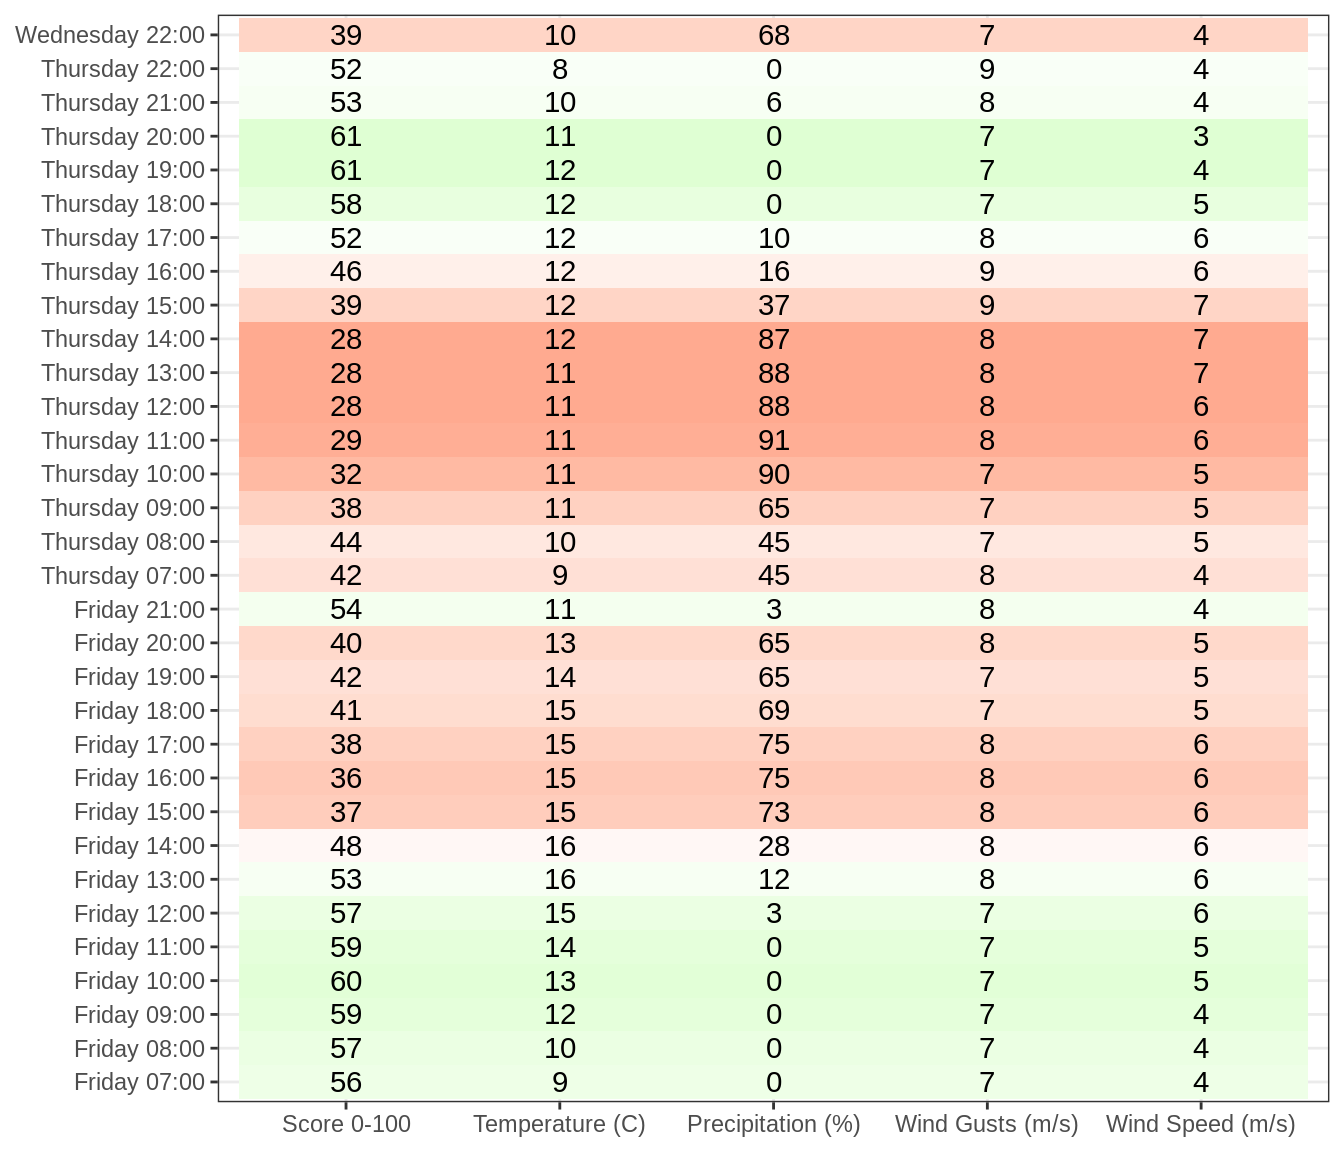 Wednesday 22:00 39 10 68 7 4
Thursday 22:00 52 8 0 9 4
Thursday 21:00 53 10 6 8 4
Thursday 20:00 61 11 0 7 3
Thursday 19:00 61 12 0 7 4
Thursday 18:00 58 12 0 7 5
Thursday 17:00 52 12 10 8 6
Thursday 16:00 46 12 16 9 6
Thursday 15:00 39 12 37 9 7
Thursday 14:00 28 12 87 8 7
Thursday 13:00 28 11 88 8 7
Thursday 12:00 28 11 88 8 6
Thursday 11:00 29 11 91 8 6
Thursday 10:00 32 11 90 7 5
Thursday 09:00 38 11 65 7 5
Thursday 08:00 44 10 45 7 5
Thursday 07:00 42 9 45 8 4
Friday 21:00 54 11 3 8 4
Friday 20:00 40 13 65 8 5
Friday 19:00 42 14 65 7 5
Friday 18:00 41 15 69 7 5
Friday 17:00 38 15 75 8 6
Friday 16:00 36 15 75 8 6
Friday 15:00 37 15 73 8 6
Friday 14:00 48 16 28 8 6
Friday 13:00 53 16 12 8 6
Friday 12:00 57 15 3 7 6
Friday 11:00 59 14 0 7 5
Friday 10:00 60 13 0 7 5
Friday 09:00 59 12 0 7 4
Friday 08:00 57 10 0 7 4
Friday 07:00 56 9 0 7 4
Score 0-100 Temperature (C) Precipitation (%) Wind Gusts (m/s) Wind Speed (m/s)